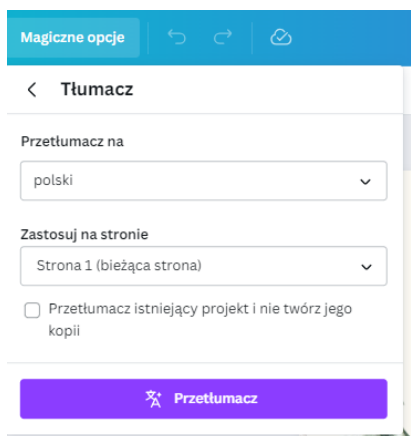 Magiczne opcje
Tłumacz
Przetłumacz na
polski
Zastosuj na stronie
Strona 1 (bieżąca strona)
Przetłumacz istniejący projekt i nie twórz jego
kopii
Przetłumacz